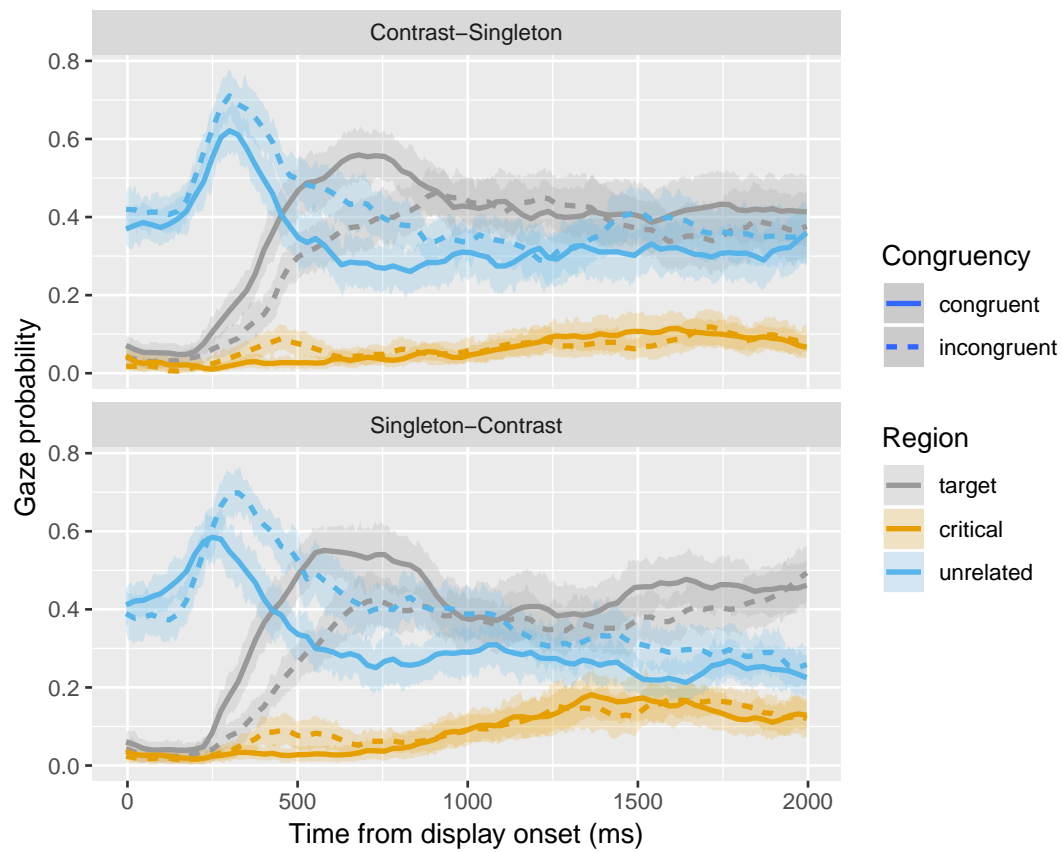 Contrast−Singleton
0.8
0.6
0.4
0.2
0.0
Singleton−Contrast
0.8
0.6
0.4
0.2
0.0
0
500
1000
1500
2000
Time from display onset (ms)
Gaze probability
Congruency
congruent
incongruent
Region
target
critical
unrelated